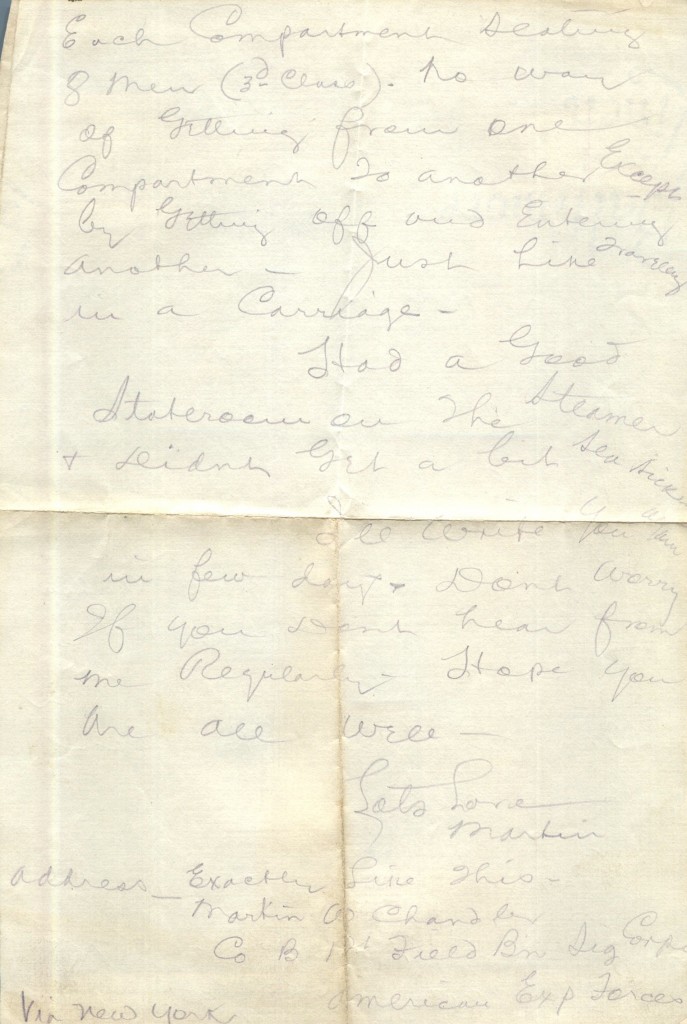 Each Compartment Seating
8 Men (3d Class). No way
of Getting from one
Compartment to another Except
by Getting off and Entering
another - Just Like Traveling
in a Carriage -
Had a Good
Stateroom on the Steamer
+ Didnt Get a bit Sea Sick
Ill Write you
in few days - Dont Worry
If you Dont hear from
me Regularly - Hope you
Are all well -
Lots Love
Martin
Address - Exactly Like This -
Martin Chandler
Co B 1st Field Bn Sig Corps
American Exp Forces
Via New York